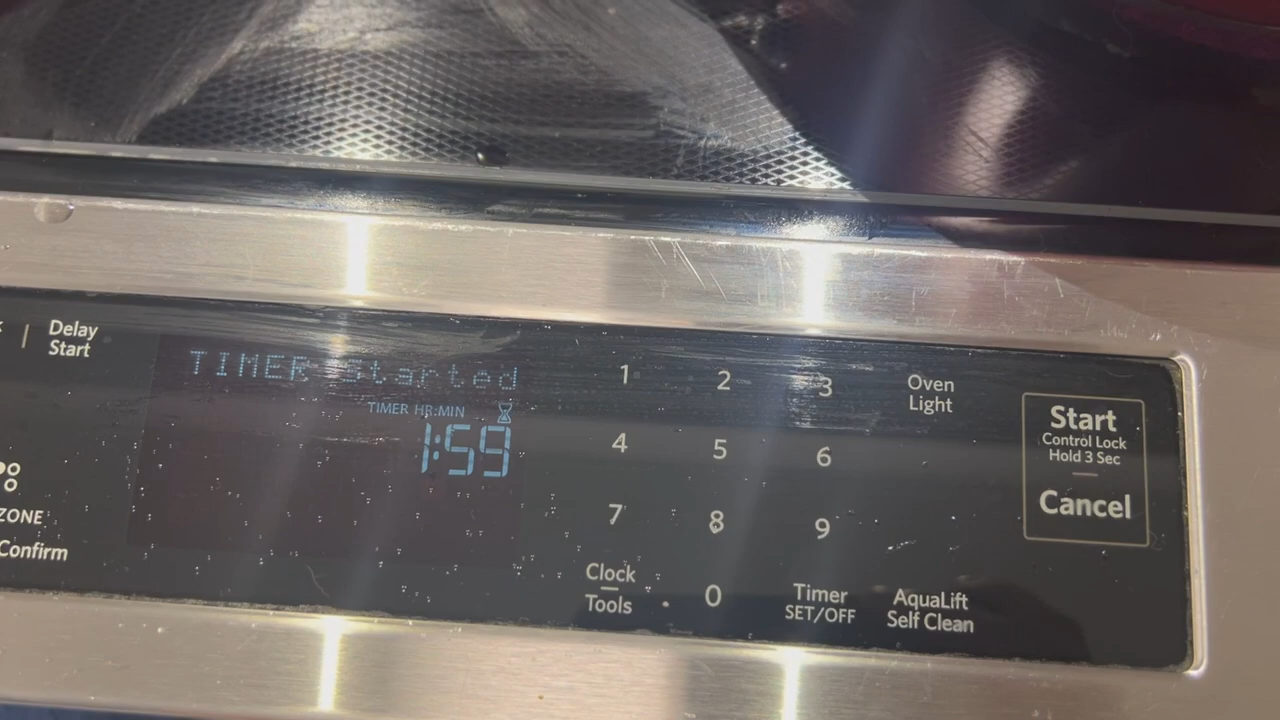 Delay
Start
TIMER Started
TIMER HR:MIN
1:59
ZONE
Confirm
1 2 3
4 5 6
7 8 9
Clock
Tools
0
Timer
SET/OFF
Oven
Light
AquaLift
Self Clean
Start
Control Lock
Hold 3 Sec
Cancel